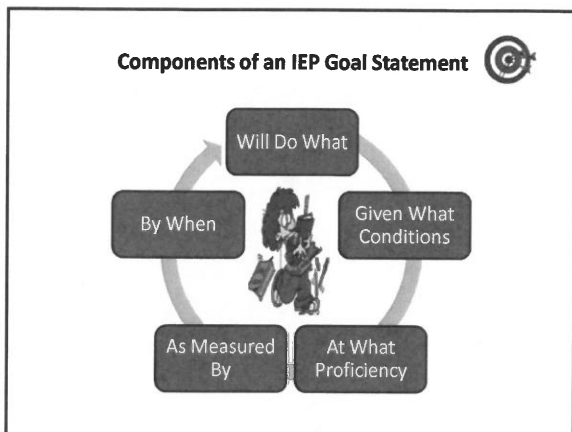 Components of an IEP Goal Statement
Will Do What
Given What
Conditions
At What
Proficiency
As Measured
By
By When